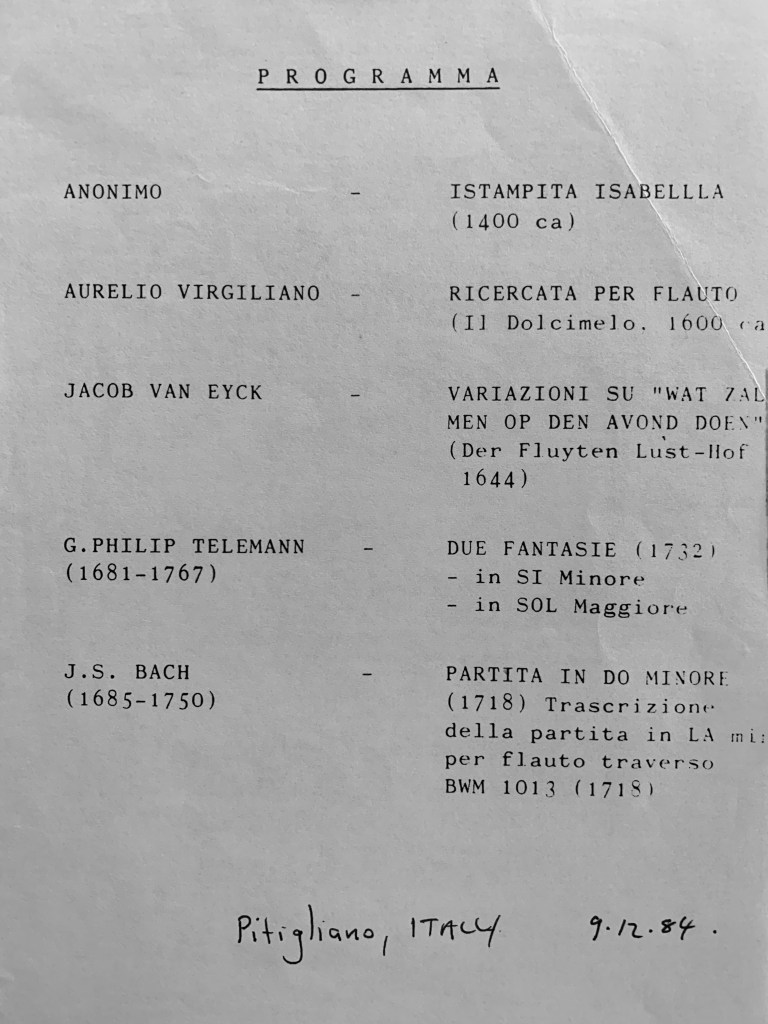 PROGRAMMA
ANONIMO - ISTAMPITA ISABELLLA
(1400 ca)
AURELIO VIRGILIANO - RICERCATA PER FLAUTO
(Il Dolcimelo. 1600 ca
JACOB VAN EYCK - VARIAZIONI SU "WAT ZAL
MEN OP DEN AVOND DOEN"
(Der Fluyten Lust-Hof
1644)
G.PHILIP TELEMANN - DUE FANTASIE (1732)
(1681-1767) - in SI Minore
- in SOL Maggiore
J.S. BACH - PARTITA IN DO MINORE
(1685-1750) (1718) Trascrizione
della partita in LA mi
per flauto traverso
BWM 1013 (1718)
Pitigliano, ITALY 9.12.84.